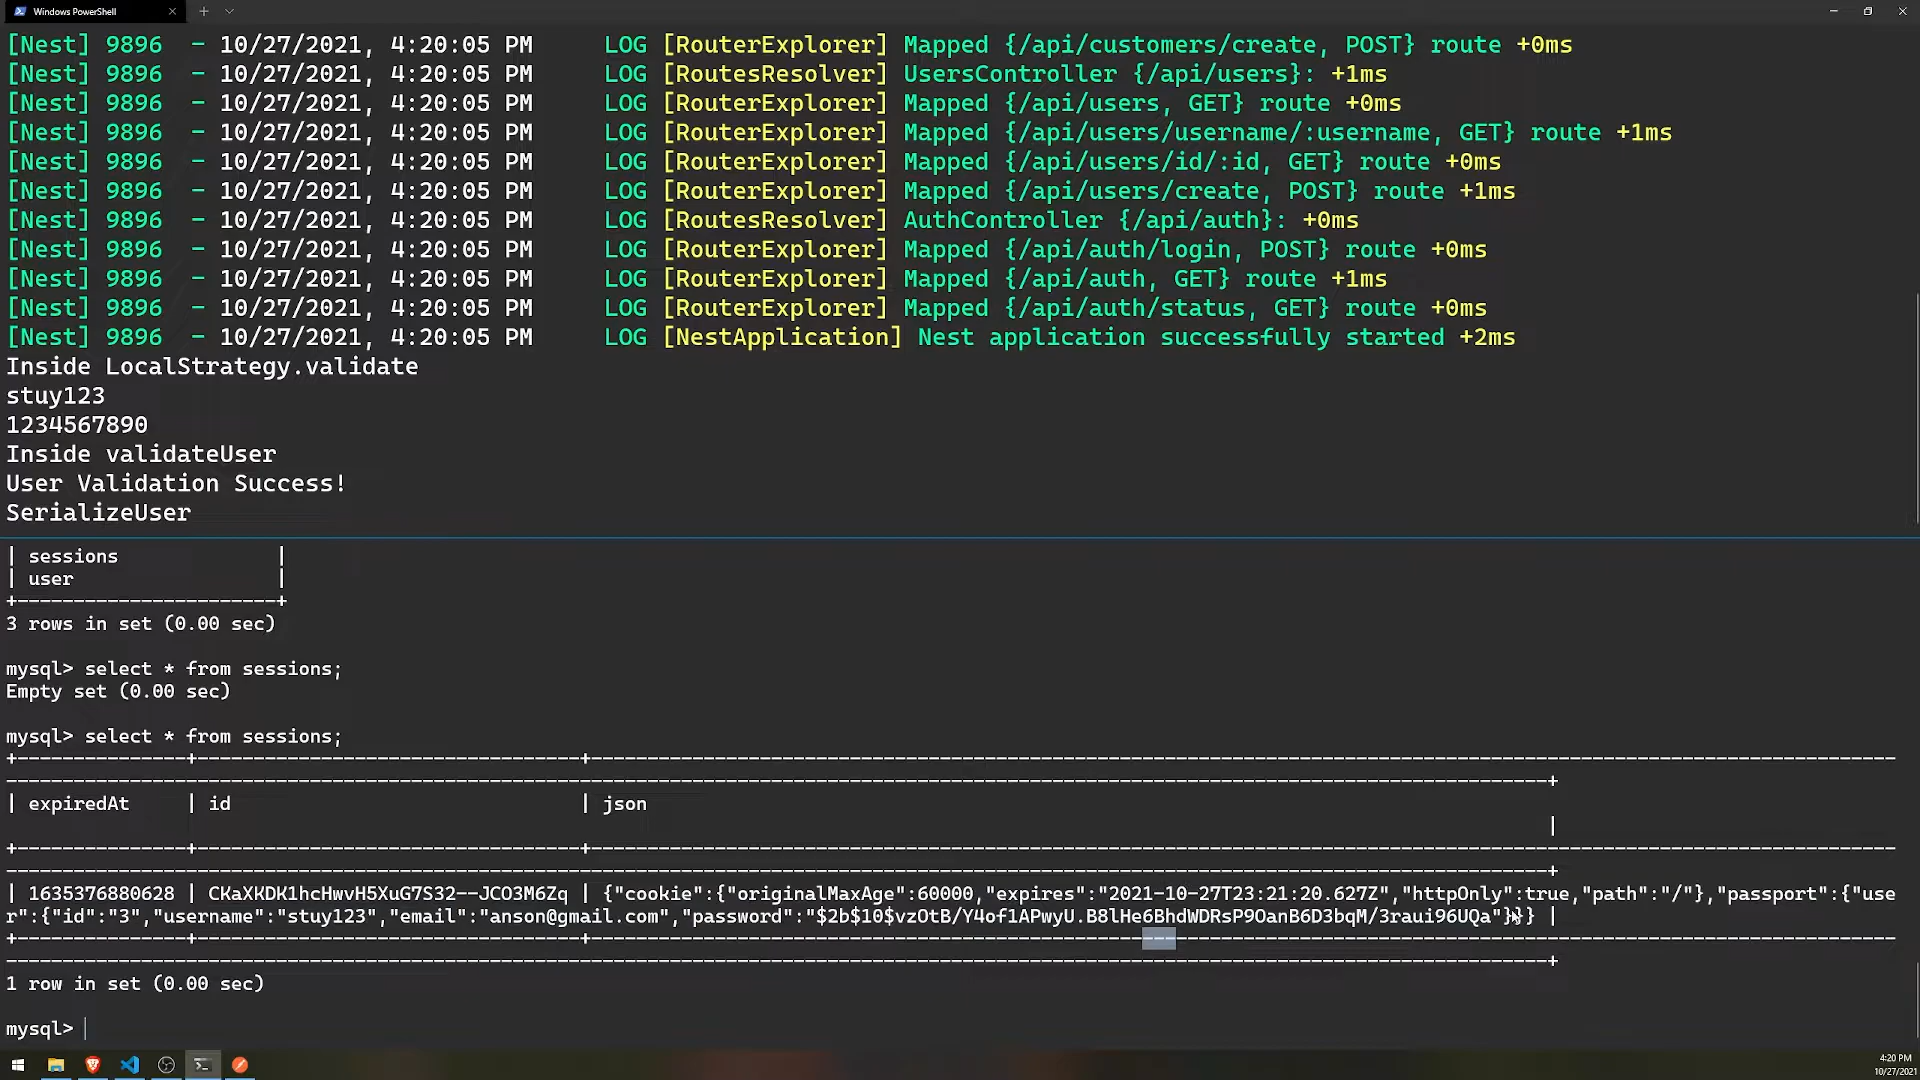 Windows PowerShell
[Nest] 9896  - 10/27/2021, 4:20:05 PM     LOG [RouterExplorer] Mapped {/api/customers/create, POST} route +0ms
[Nest] 9896  - 10/27/2021, 4:20:05 PM     LOG [RoutesResolver] UsersController {/api/users}: +1ms
[Nest] 9896  - 10/27/2021, 4:20:05 PM     LOG [RouterExplorer] Mapped {/api/users, GET} route +0ms
[Nest] 9896  - 10/27/2021, 4:20:05 PM     LOG [RouterExplorer] Mapped {/api/users/username/:username, GET} route +1ms
[Nest] 9896  - 10/27/2021, 4:20:05 PM     LOG [RouterExplorer] Mapped {/api/users/id/:id, GET} route +0ms
[Nest] 9896  - 10/27/2021, 4:20:05 PM     LOG [RouterExplorer] Mapped {/api/users/create, POST} route +1ms
[Nest] 9896  - 10/27/2021, 4:20:05 PM     LOG [RoutesResolver] AuthController {/api/auth}: +0ms
[Nest] 9896  - 10/27/2021, 4:20:05 PM     LOG [RouterExplorer] Mapped {/api/auth/login, POST} route +0ms
[Nest] 9896  - 10/27/2021, 4:20:05 PM     LOG [RouterExplorer] Mapped {/api/auth, GET} route +1ms
[Nest] 9896  - 10/27/2021, 4:20:05 PM     LOG [RouterExplorer] Mapped {/api/auth/status, GET} route +0ms
[Nest] 9896  - 10/27/2021, 4:20:05 PM     LOG [NestApplication] Nest application successfully started +2ms
Inside LocalStrategy.validate
stuy123
1234567890
Inside validateUser
User Validation Success!
SerializeUser
| sessions |
| user |
3 rows in set (0.00 sec)
mysql> select * from sessions;
Empty set (0.00 sec)
mysql> select * from sessions;
| expiredAt | id | json
|
| 1635376880628 | CKaXKDK1hcHwvH5XuG7S32--JCO3M6Zq | {"cookie":{"originalMaxAge":60000,"expires":"2021-10-27T23:21:20.627Z","httpOnly":true,"path":"/"},"passport":{"use
r":{"id":"3","username":"stuy123","email":"anson@gmail.com","password":"$2b$10$vzOtB/Y4of1APwyU.B8lHe6BhdWDRsP9OanB6D3bqM/3raui96UQa"}}} |
1 row in set (0.00 sec)
mysql>
4:20 PM
10/27/2021